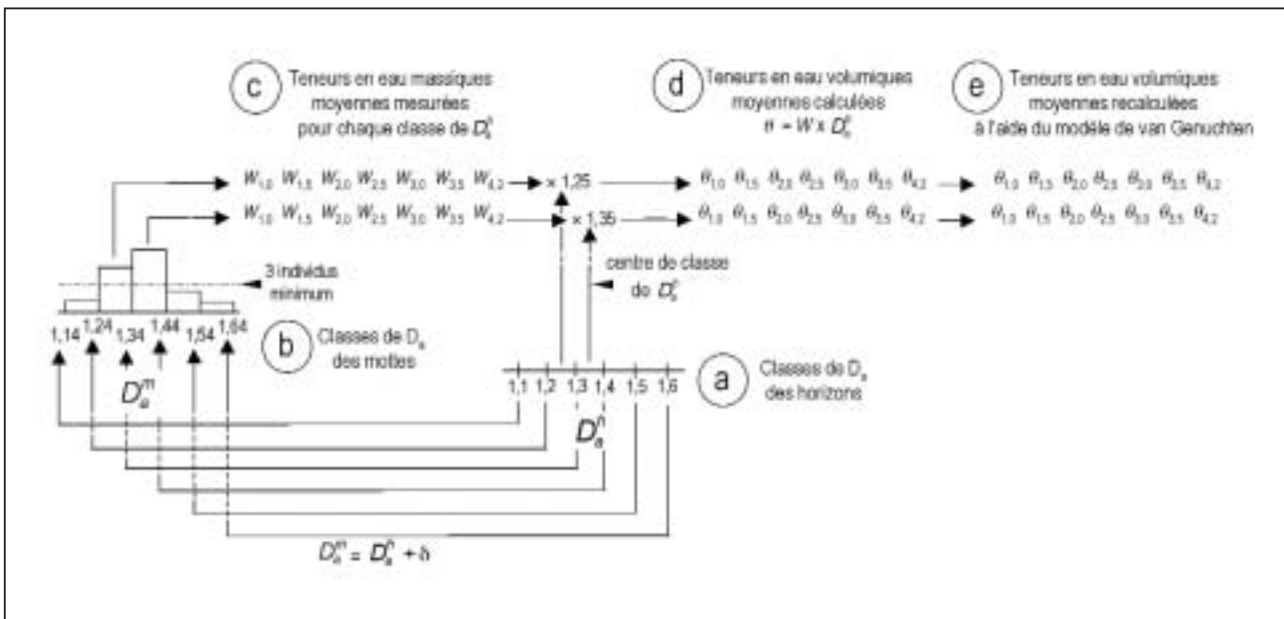 c
Teneurs en eau massiques
moyennes mesurées
pour chaque classe de Dₐʰ
d
Teneurs en eau volumiques
moyennes calculées
θ = W x Dₐʰ
e
Teneurs en eau volumiques
moyennes recalculées
à l'aide du modèle de van Genuchten
W1,0 W1,5 W2,0 W2,5 W3,0 W3,5 W4,2
× 1,25
θ1,0 θ1,5 θ2,0 θ2,5 θ3,0 θ3,5 θ4,2
θ1,0 θ1,5 θ2,0 θ2,5 θ3,0 θ3,5 θ4,2
W1,0 W1,5 W2,0 W2,5 W3,0 W3,5 W4,2
× 1,35
θ1,0 θ1,5 θ2,0 θ2,5 θ3,0 θ3,5 θ4,2
θ1,0 θ1,5 θ2,0 θ2,5 θ3,0 θ3,5 θ4,2
3 individus
minimum
centre de classe
de Dₐʰ
1,14 1,24 1,34 1,44 1,54 1,64
b
Classes de Dₐ
des mottes
Dₐᵐ
1,1 1,2 1,3 1,4 1,5 1,6
a
Classes de Dₐ
des horizons
Dₐʰ
Dₐᵐ = Dₐʰ + δ